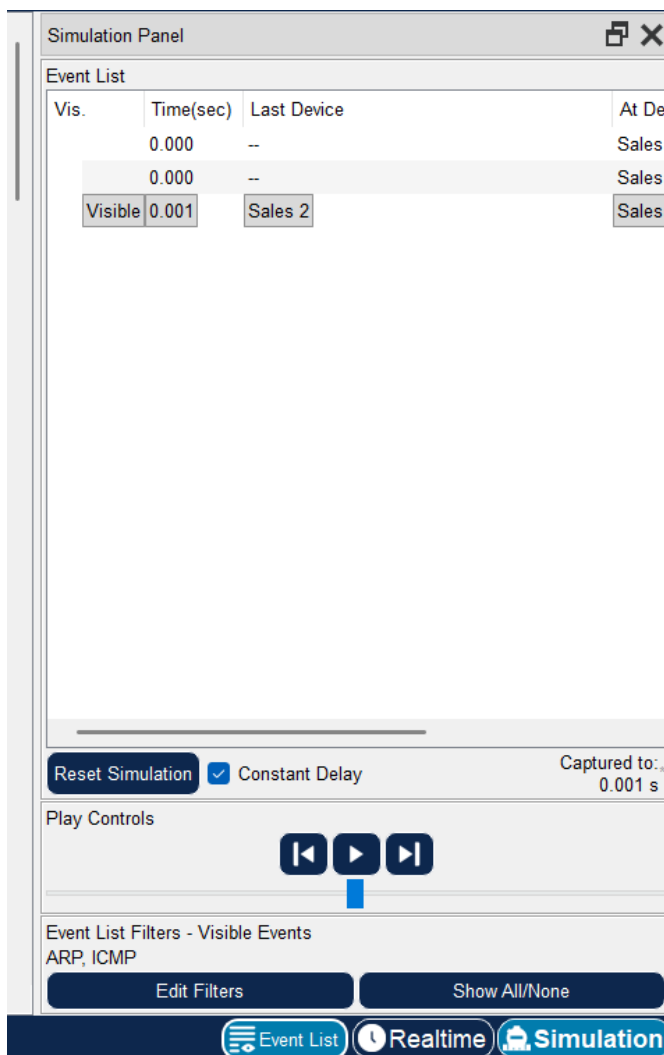 Simulation Panel
Event List
Vis. Time(sec) Last Device At De
0.000 -- Sales
0.000 -- Sales
Visible 0.001 Sales 2 Sales
Reset Simulation Constant Delay Captured to:
0.001 s
Play Controls
Event List Filters - Visible Events
ARP, ICMP
Edit Filters Show All/None
Event List Realtime Simulation